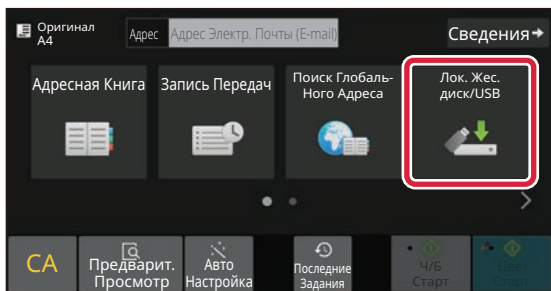 Оригинал
A4
Адрес
Адрес Электр. Почты (E-mail)
Сведения
Адресная Книга
Запись Передач
Поиск Глобаль-
Ного Адреса
Лок. Жес.
диск/USB
CA
Предварит.
Просмотр
Авто
Настройка
Последние
Задания
Ч/Б
Старт
Цвет
Старт